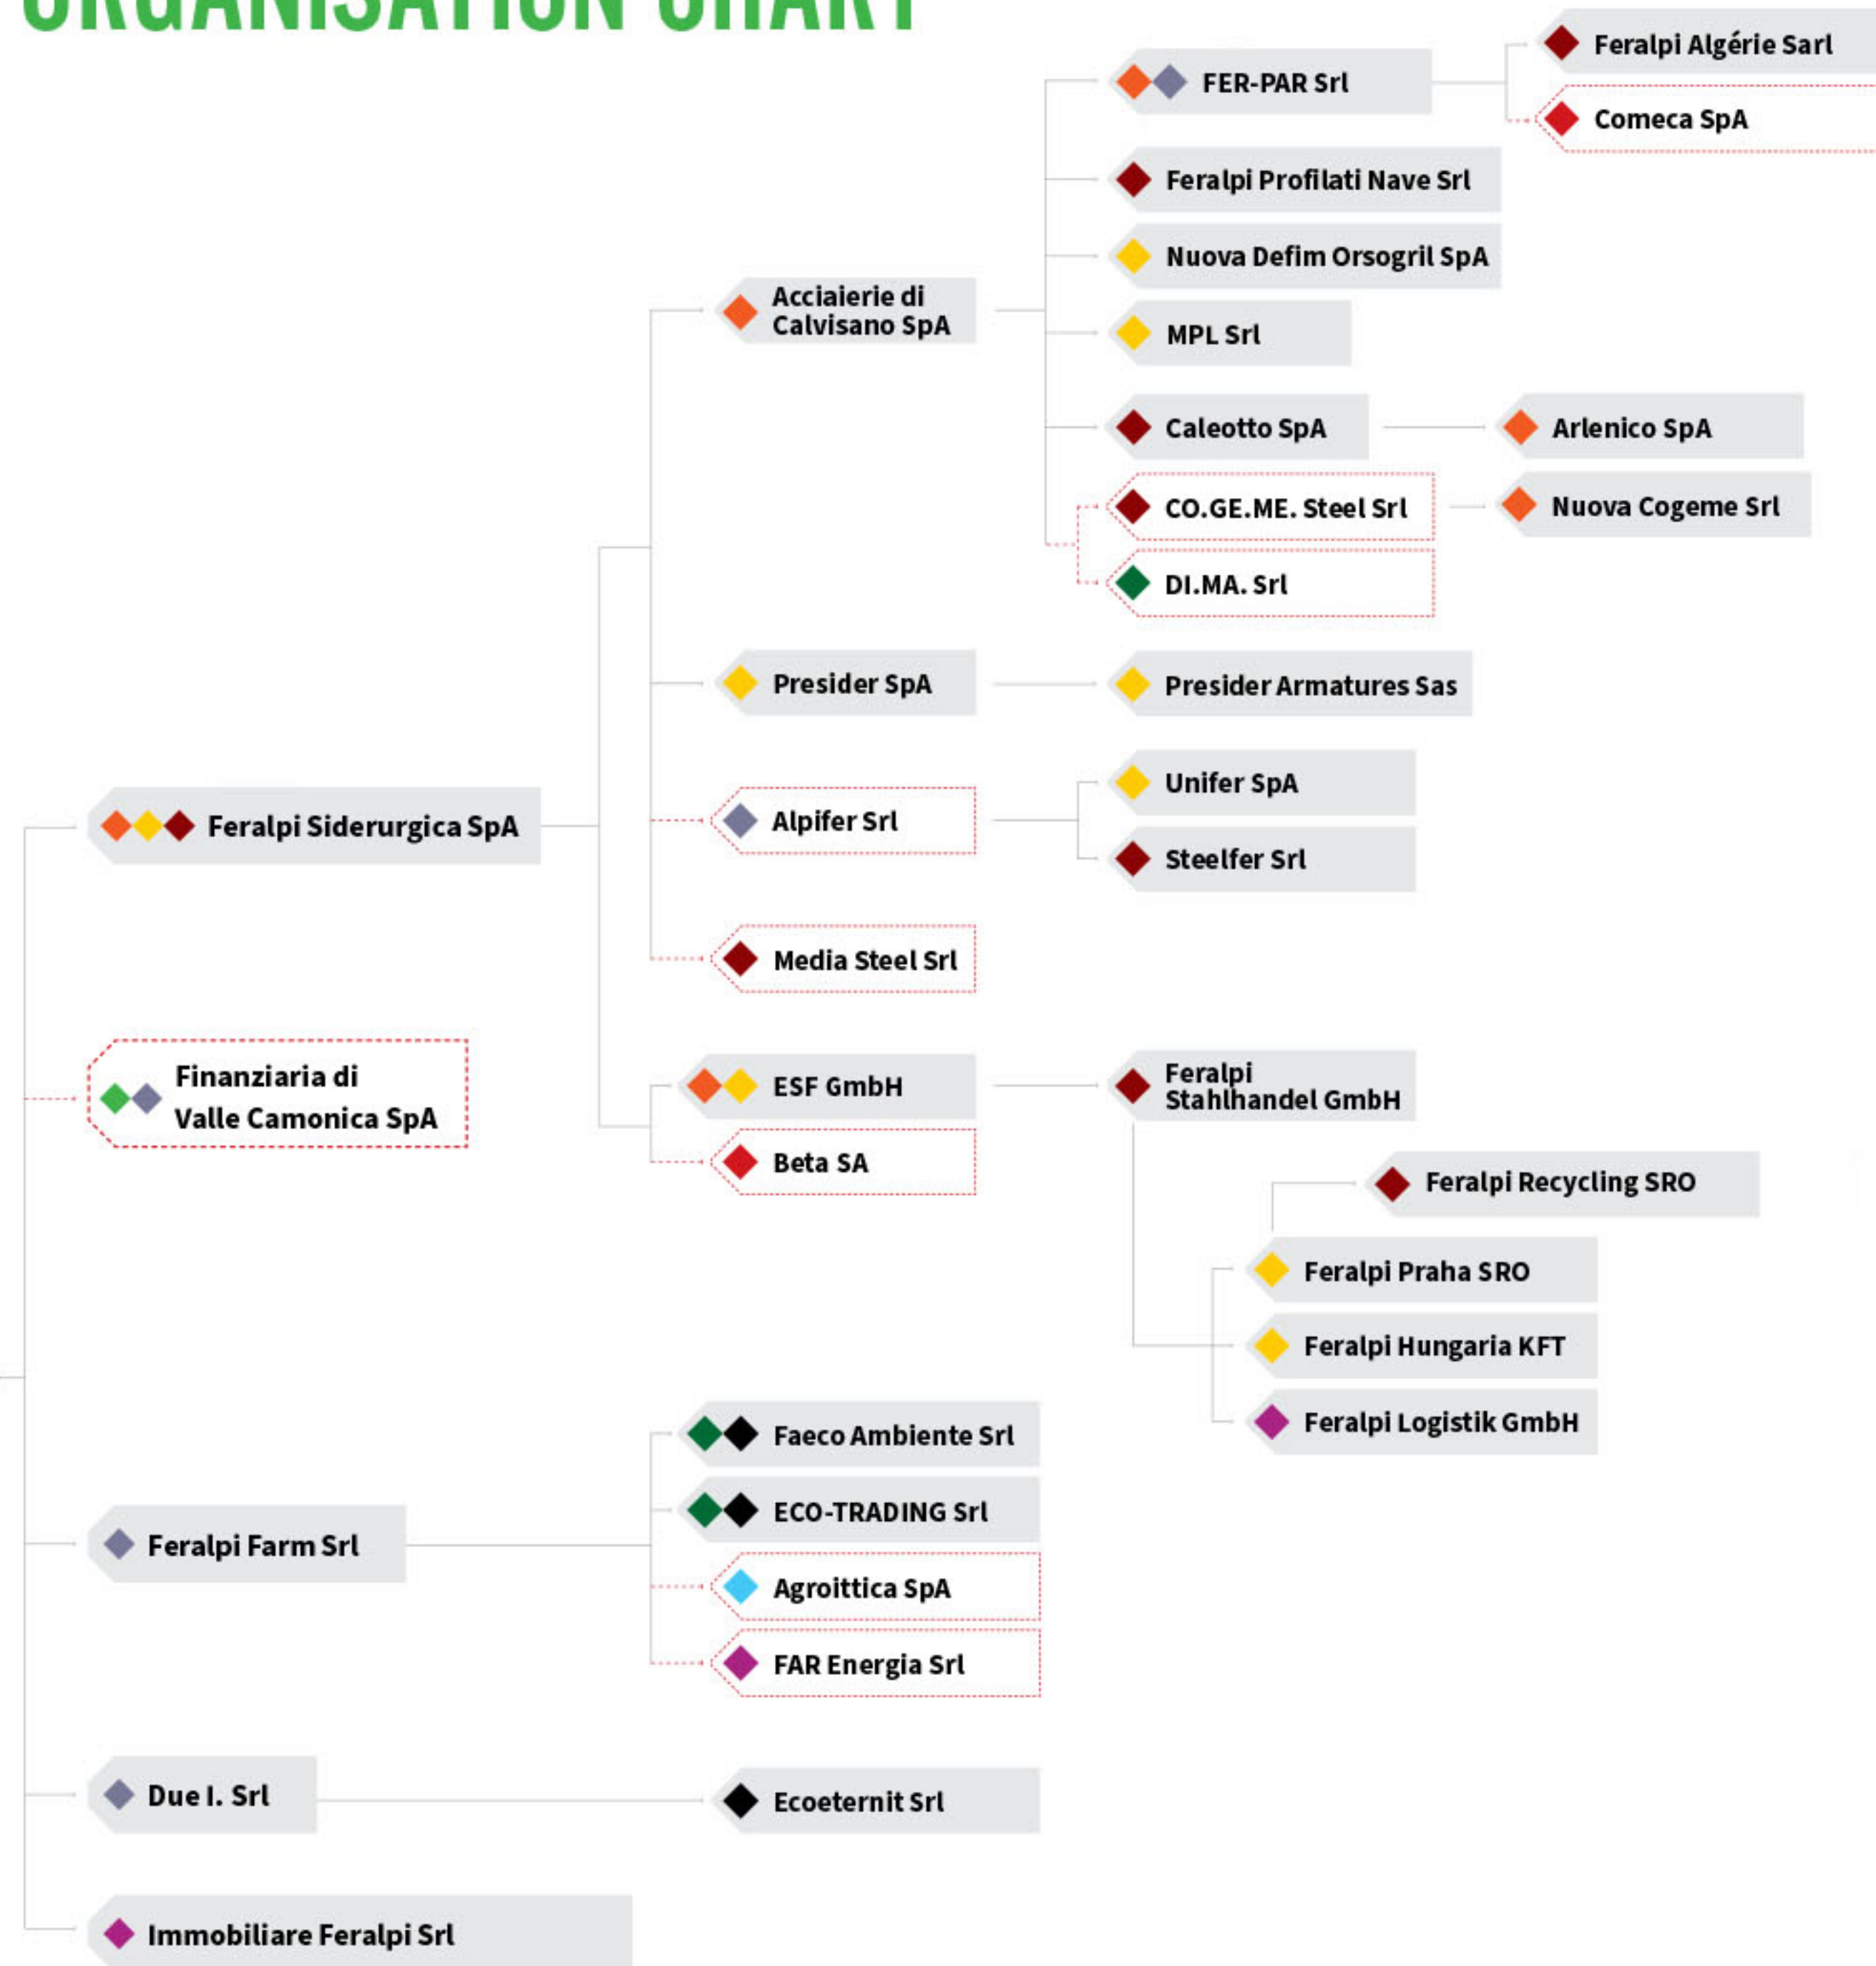 ORGANISATION CHART
Feralpi Algérie Sarl
FER-PAR Srl
Comeca SpA
Feralpi Profilati Nave Srl
Nuova Defim Orsogril SpA
Acciaierie di
Calvisano SpA
MPL Srl
Caleotto SpA
Arlenico SpA
CO.GE.ME. Steel Srl
Nuova Cogeme Srl
DI.MA. Srl
Presider SpA
Presider Armatures Sas
Unifer SpA
Feralpi Siderurgica SpA
Alpifer Srl
Steelfer Srl
Media Steel Srl
Finanziaria di
Valle Camonica SpA
ESF GmbH
Feralpi
Stahlhandel GmbH
Beta SA
Feralpi Recycling SRO
Feralpi Praha SRO
Feralpi Hungaria KFT
Feralpi Logistik GmbH
Faeco Ambiente Srl
ECO-TRADING Srl
Feralpi Farm Srl
Agroittica SpA
FAR Energia Srl
Due I. Srl
Ecoeternit Srl
Immobiliare Feralpi Srl